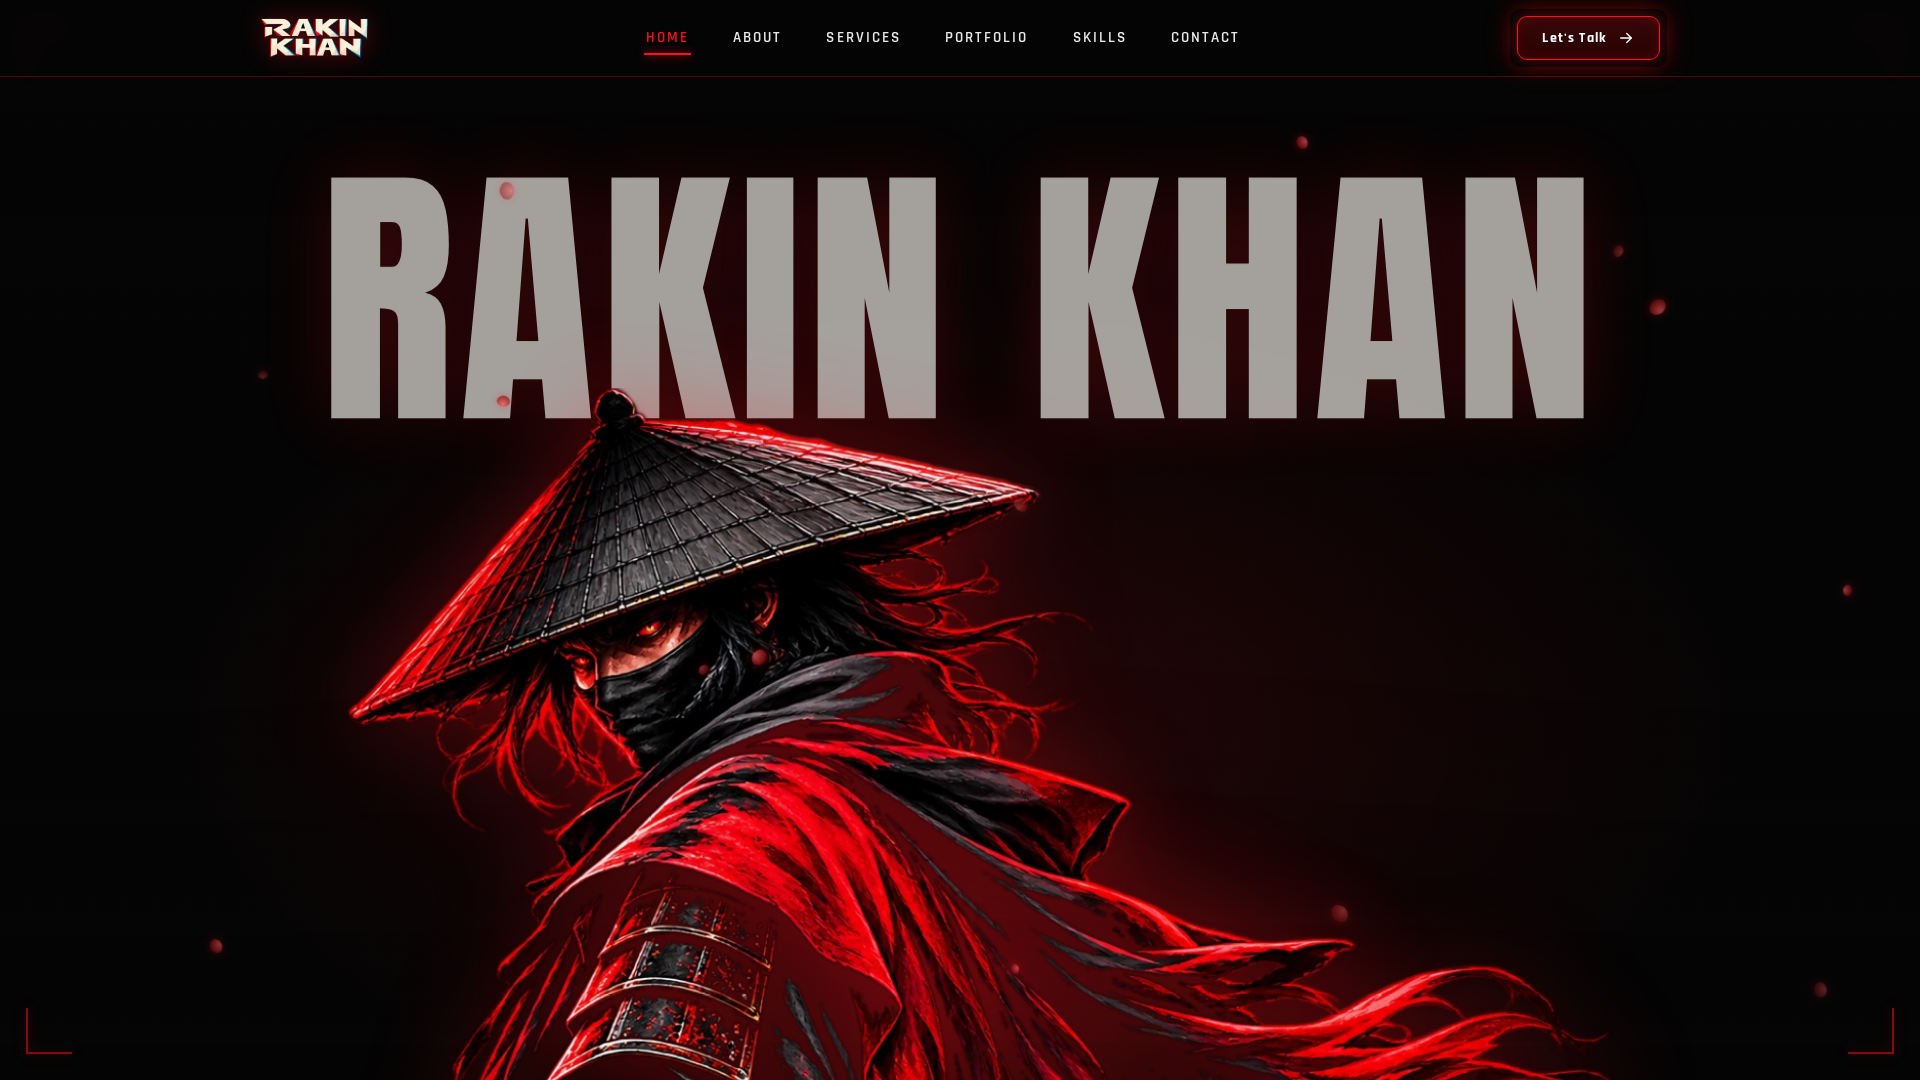 RAKIN
KHAN
HOME
ABOUT
SERVICES
PORTFOLIO
SKILLS
CONTACT
Let's Talk
RAKIN KHAN